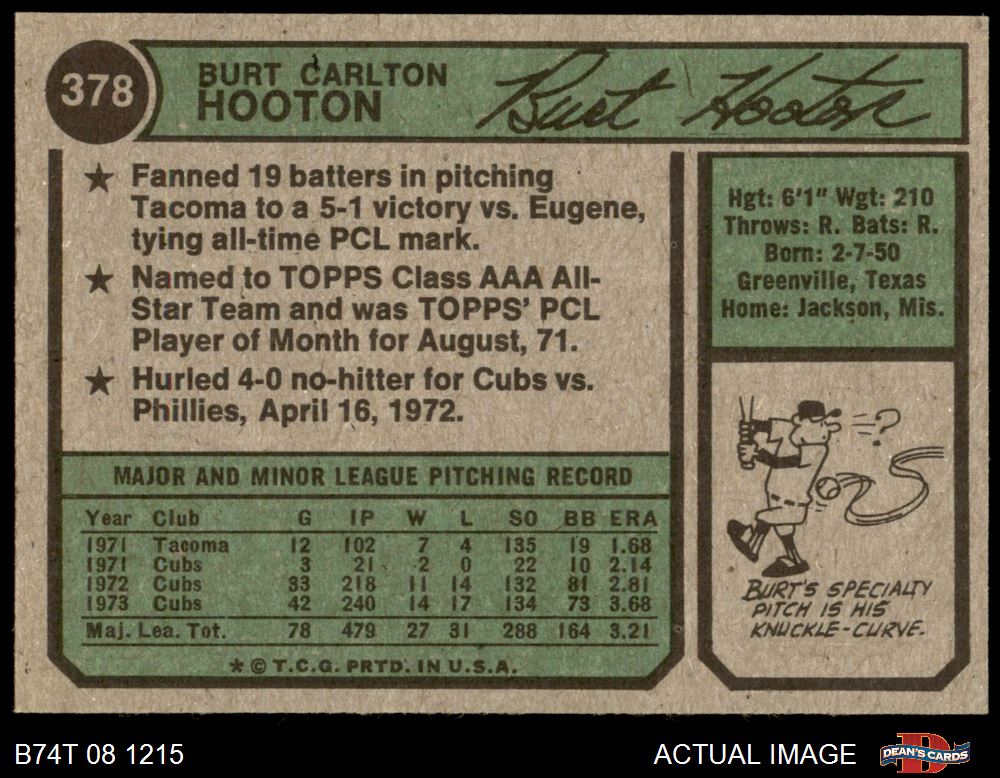 378
BURT CARLTON
HOOTON
Burt Hooton
★ Fanned 19 batters in pitching
Tacoma to a 5-1 victory vs. Eugene,
tying all-time PCL mark.
★ Named to TOPPS Class AAA All-
Star Team and was TOPPS' PCL
Player of Month for August, 71.
★ Hurled 4-0 no-hitter for Cubs vs.
Phillies, April 16, 1972.
Hgt: 6'1" Wgt: 210
Throws: R. Bats: R.
Born: 2-7-50
Greenville, Texas
Home: Jackson, Mis.
MAJOR AND MINOR LEAGUE PITCHING RECORD
Year Club G IP W L SO BB ERA
1971 Tacoma 12 102 7 4 135 19 1.68
1971 Cubs 3 21 2 0 22 10 2.14
1972 Cubs 33 218 11 14 132 81 2.81
1973 Cubs 42 240 14 17 134 73 3.68
Maj. Lea. Tot. 78 479 27 31 288 164 3.21
* © T.C.G. PRTD. IN U.S.A.
?
BURT'S SPECIALTY
PITCH IS HIS
KNUCKLE-CURVE.
B74T 08 1215
ACTUAL IMAGE
D
DEAN'S CARDS